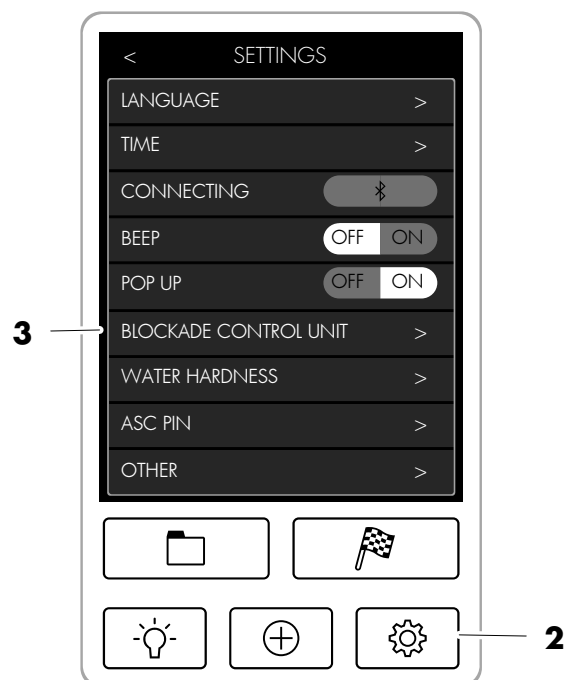 < SETTINGS
LANGUAGE >
TIME >
CONNECTING
BEEP OFF ON
POP UP OFF ON
3 BLOCKADE CONTROL UNIT >
WATER HARDNESS >
ASC PIN >
OTHER >
2